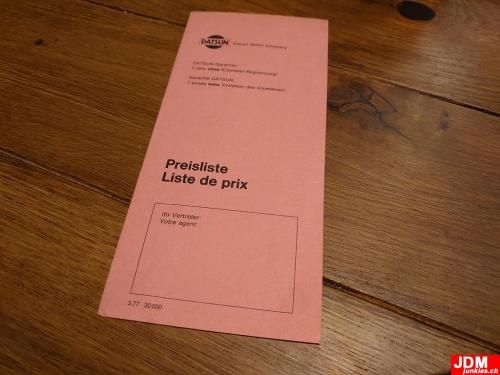 DATSUN Nissan Motor Company
DATSUN-Garantie:
1 Jahr ohne Kilometer-Begrenzung!
Garantie DATSUN:
1 année sans limitation des kilomètres!
Preisliste
Liste de prix
Ihr Vertreter:
Votre agent:
3.77 30 000
JDM
junkies.ch